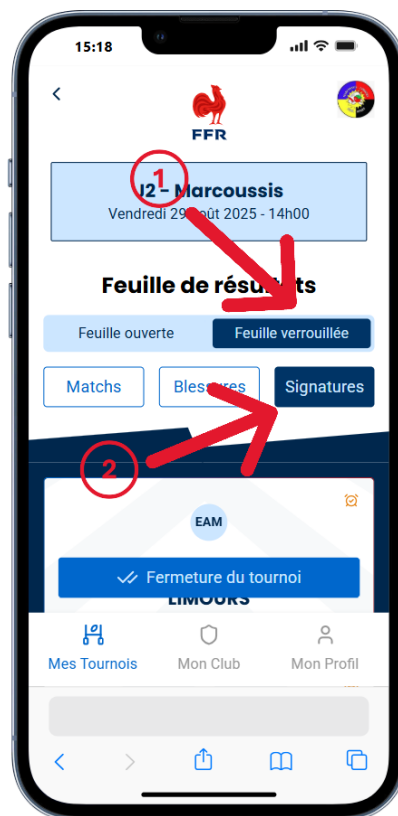 15:18
FFR
1
J2 - Marcoussis
Vendredi 29 août 2025 - 14h00
Feuille de résultats
Feuille ouverte
Feuille verrouillée
Matchs
Blessures
Signatures
2
EAM
Fermeture du tournoi
LIMOURS
Mes Tournois
Mon Club
Mon Profil